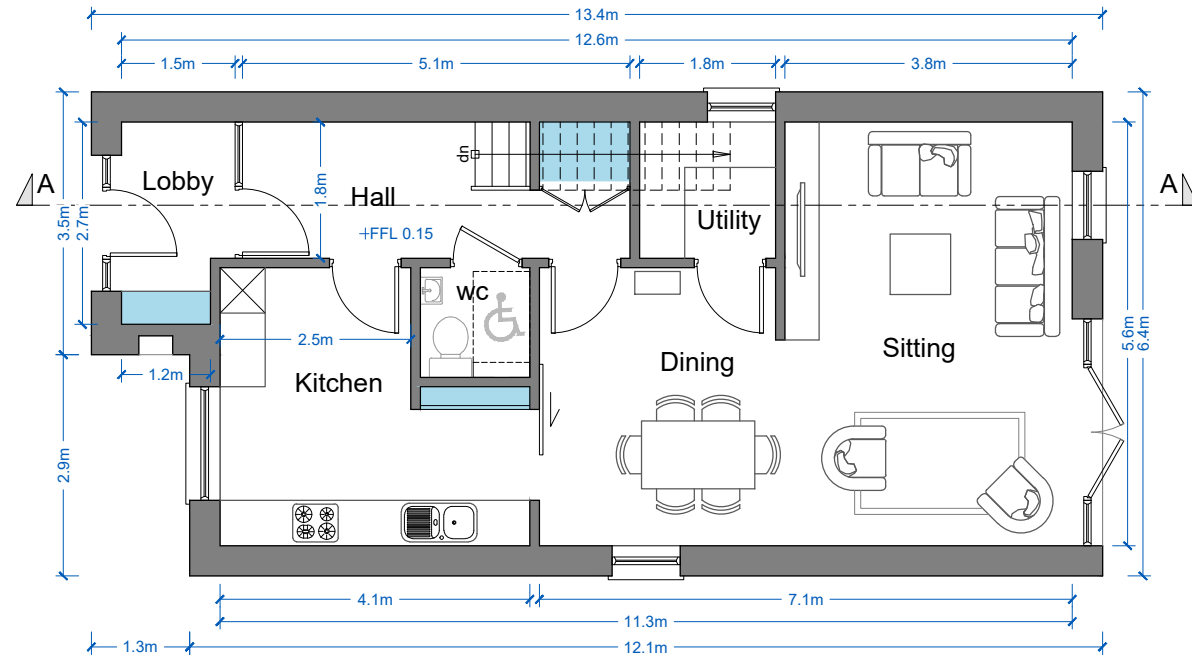 13.4m
12.6m
1.5m
5.1m
1.8m
3.8m
A
Lobby
1.8m
Hall
dn
Utility
A
3.5m
2.7m
+FFL 0.15
wc
2.5m
Kitchen
1.2m
Dining
Sitting
5.6m
6.4m
2.9m
4.1m
7.1m
11.3m
1.3m
12.1m